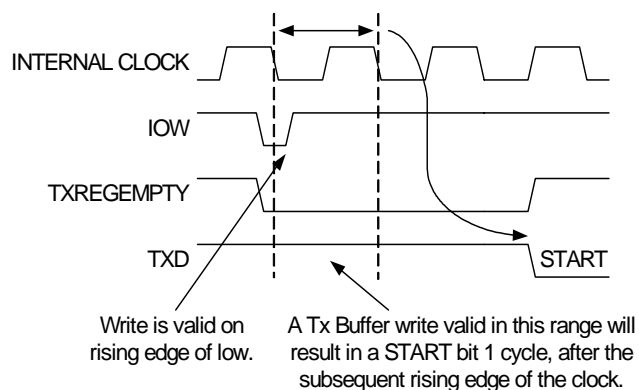 INTERNAL CLOCK
IOW
TXREGEMPTY
TXD
START
Write is valid on
rising edge of low.
A Tx Buffer write valid in this range will
result in a START bit 1 cycle, after the
subsequent rising edge of the clock.